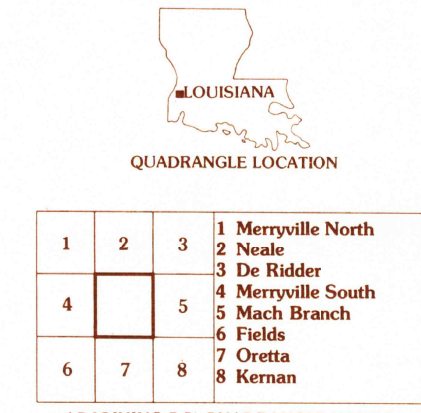 LOUISIANA
QUADRANGLE LOCATION
1 2 3
4 5
6 7 8
1 Merryville North
2 Neale
3 De Ridder
4 Merryville South
5 Mach Branch
6 Fields
7 Oretta
8 Kernan